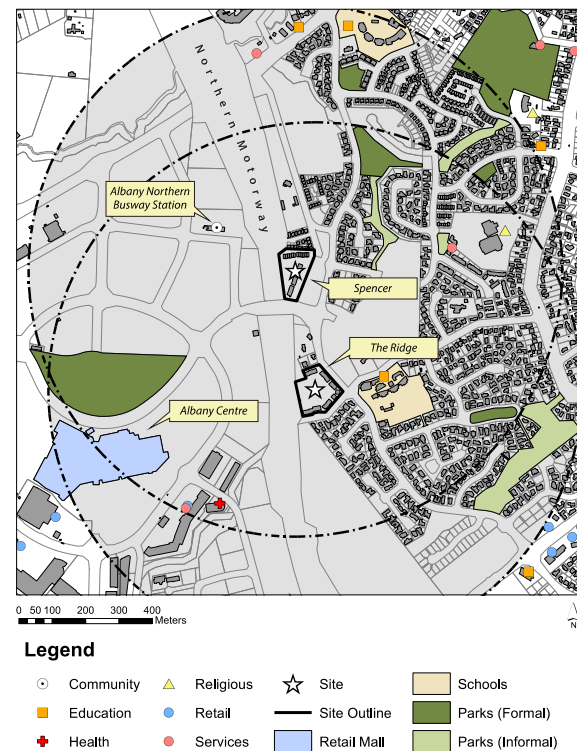 Northern Motorway
Albany Northern
Busway Station
Spencer
The Ridge
Albany Centre
0 50 100 200 300 400
Meters
N
Legend
Community
Religious
Site
Schools
Education
Retail
Site Outline
Parks (Formal)
Health
Services
Retail Mall
Parks (Informal)